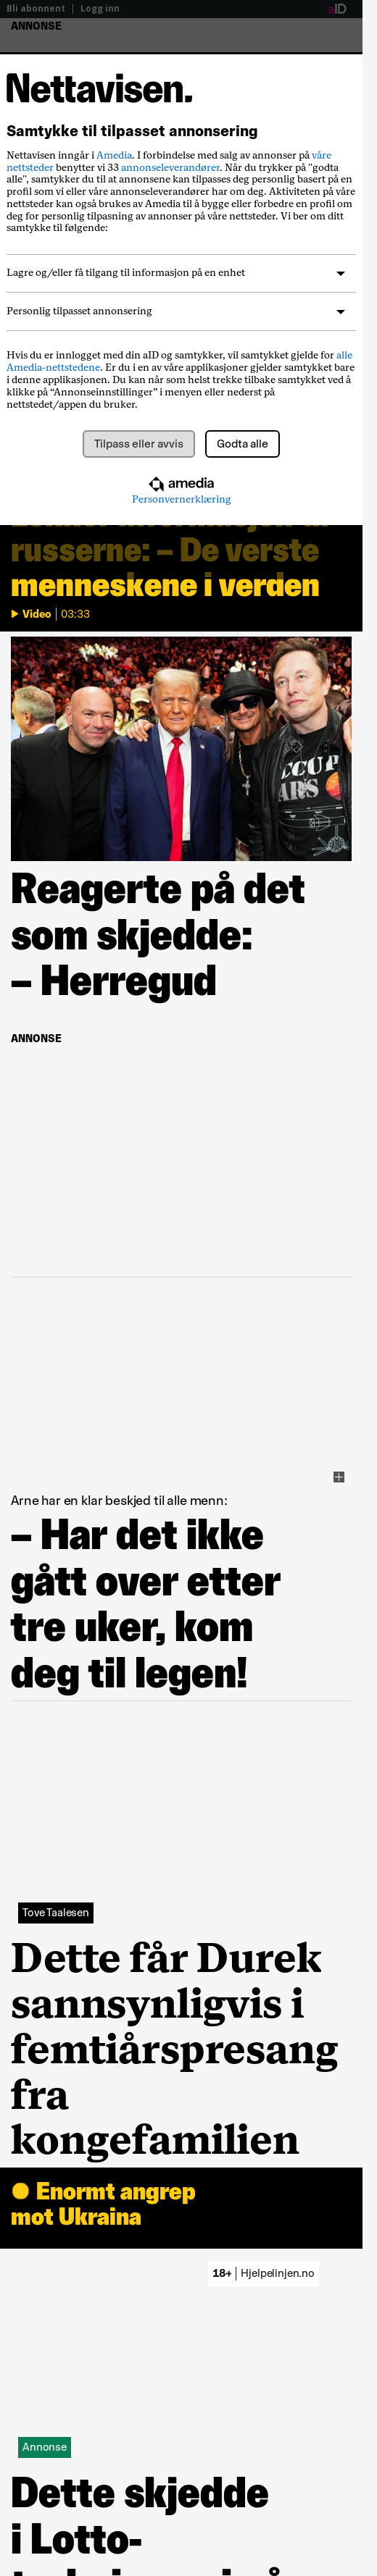 Bli abonnent | Logg inn
aID
ANNONSE
Nettavisen.
Samtykke til tilpasset annonsering
Nettavisen inngår i Amedia. I forbindelse med salg av annonser på våre
nettsteder benytter vi 33 annonseleverandører. Når du trykker på "godta
alle", samtykker du til at annonsene kan tilpasses deg personlig basert på en
profil som vi eller våre annonseleverandører har om deg. Aktiviteten på våre
nettsteder kan også brukes av Amedia til å bygge eller forbedre en profil om
deg for personlig tilpasning av annonser på våre nettsteder. Vi ber om ditt
samtykke til følgende:
Lagre og/eller få tilgang til informasjon på en enhet
Personlig tilpasset annonsering
Hvis du er innlogget med din aID og samtykker, vil samtykket gjelde for alle
Amedia-nettstedene. Er du i en av våre applikasjoner gjelder samtykket bare
i denne applikasjonen. Du kan når som helst trekke tilbake samtykket ved å
klikke på “Annonseinnstillinger” i menyen eller nederst på
nettstedet/appen du bruker.
Tilpass eller avvis
Godta alle
amedia
Personvernerklæring
russerne: – De verste
menneskene i verden
Video | 03:33
Reagerte på det
som skjedde:
– Herregud
ANNONSE
Arne har en klar beskjed til alle menn:
– Har det ikke
gått over etter
tre uker, kom
deg til legen!
Tove Taalesen
Dette får Durek
sannsynligvis i
femtiårspresang
fra
kongefamilien
Enormt angrep
mot Ukraina
18+ | Hjelpelinjen.no
Annonse
Dette skjedde
i Lotto-